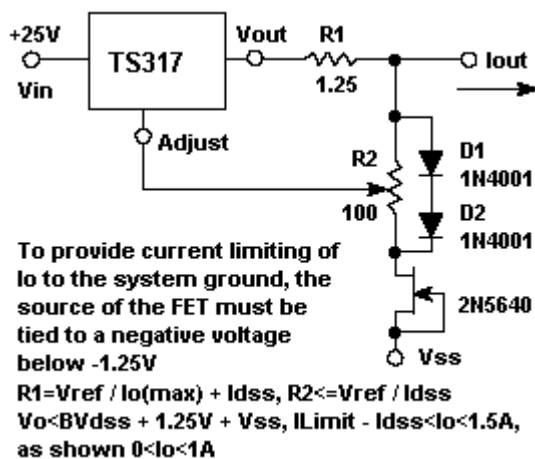 +25V
Vin
TS317
Vout
R1
1.25
Iout
Adjust
R2
100
D1
1N4001
D2
1N4001
2N5640
Vss
To provide current limiting of
Io to the system ground, the
source of the FET must be
tied to a negative voltage
below -1.25V
R1=Vref / Io(max) + Idss, R2<=Vref / Idss
Vo<BVdss + 1.25V + Vss, ILimit - Idss<Io<1.5A,
as shown 0<Io<1A